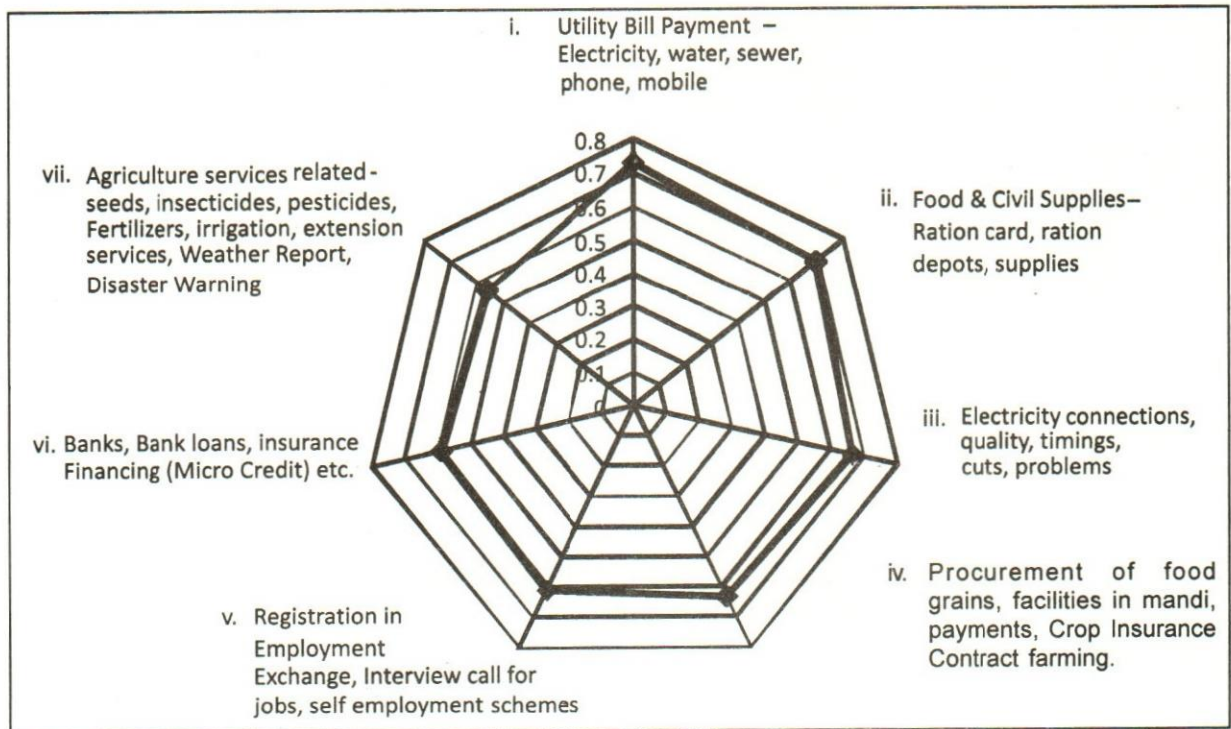 i. Utility Bill Payment –
Electricity, water, sewer,
phone, mobile
0.8
0.7
0.6
0.5
0.4
0.3
0.2
0.1
0
ii. Food & Civil Supplies–
Ration card, ration
depots, supplies
iii. Electricity connections,
quality, timings,
cuts, problems
iv. Procurement of food
grains, facilities in mandi,
payments, Crop Insurance
Contract farming.
v. Registration in
Employment
Exchange, Interview call for
jobs, self employment schemes
vi. Banks, Bank loans, insurance
Financing (Micro Credit) etc.
vii. Agriculture services related-
seeds, insecticides, pesticides,
Fertilizers, irrigation, extension
services, Weather Report,
Disaster Warning